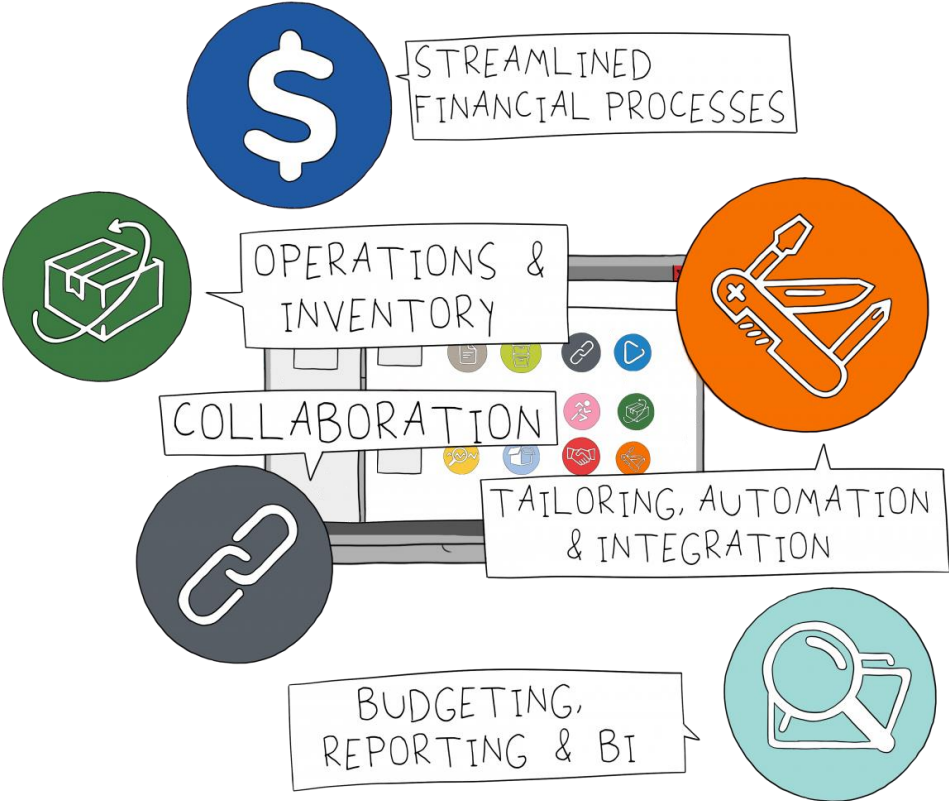 STREAMLINED
FINANCIAL PROCESSES
OPERATIONS &
INVENTORY
COLLABORATION
TAILORING, AUTOMATION
& INTEGRATION
BUDGETING,
REPORTING & BI